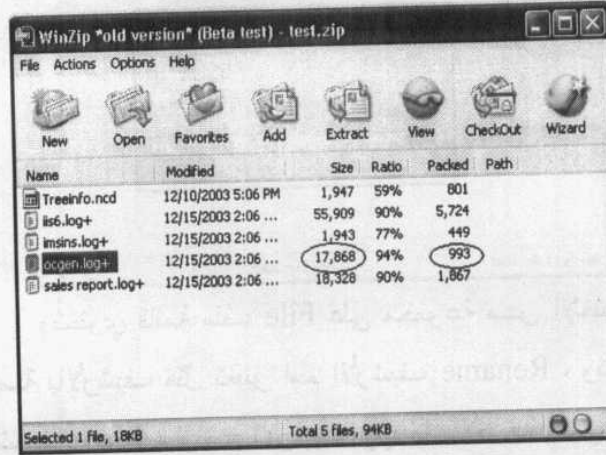 WinZip *old version* (Beta test) - test.zip
File Actions Options Help
New Open Favorites Add Extract View CheckOut Wizard
Name Modified Size Ratio Packed Path
Treeinfo.ncd 12/10/2003 5:06 PM 1,947 59% 801
iis6.log+ 12/15/2003 2:06 ... 55,909 90% 5,724
imsins.log+ 12/15/2003 2:06 ... 1,943 77% 449
ocgen.log+ 12/15/2003 2:06 ... 17,868 94% 993
sales report.log+ 12/15/2003 2:06 ... 18,328 90% 1,867
Selected 1 file, 18KB Total 5 files, 94KB